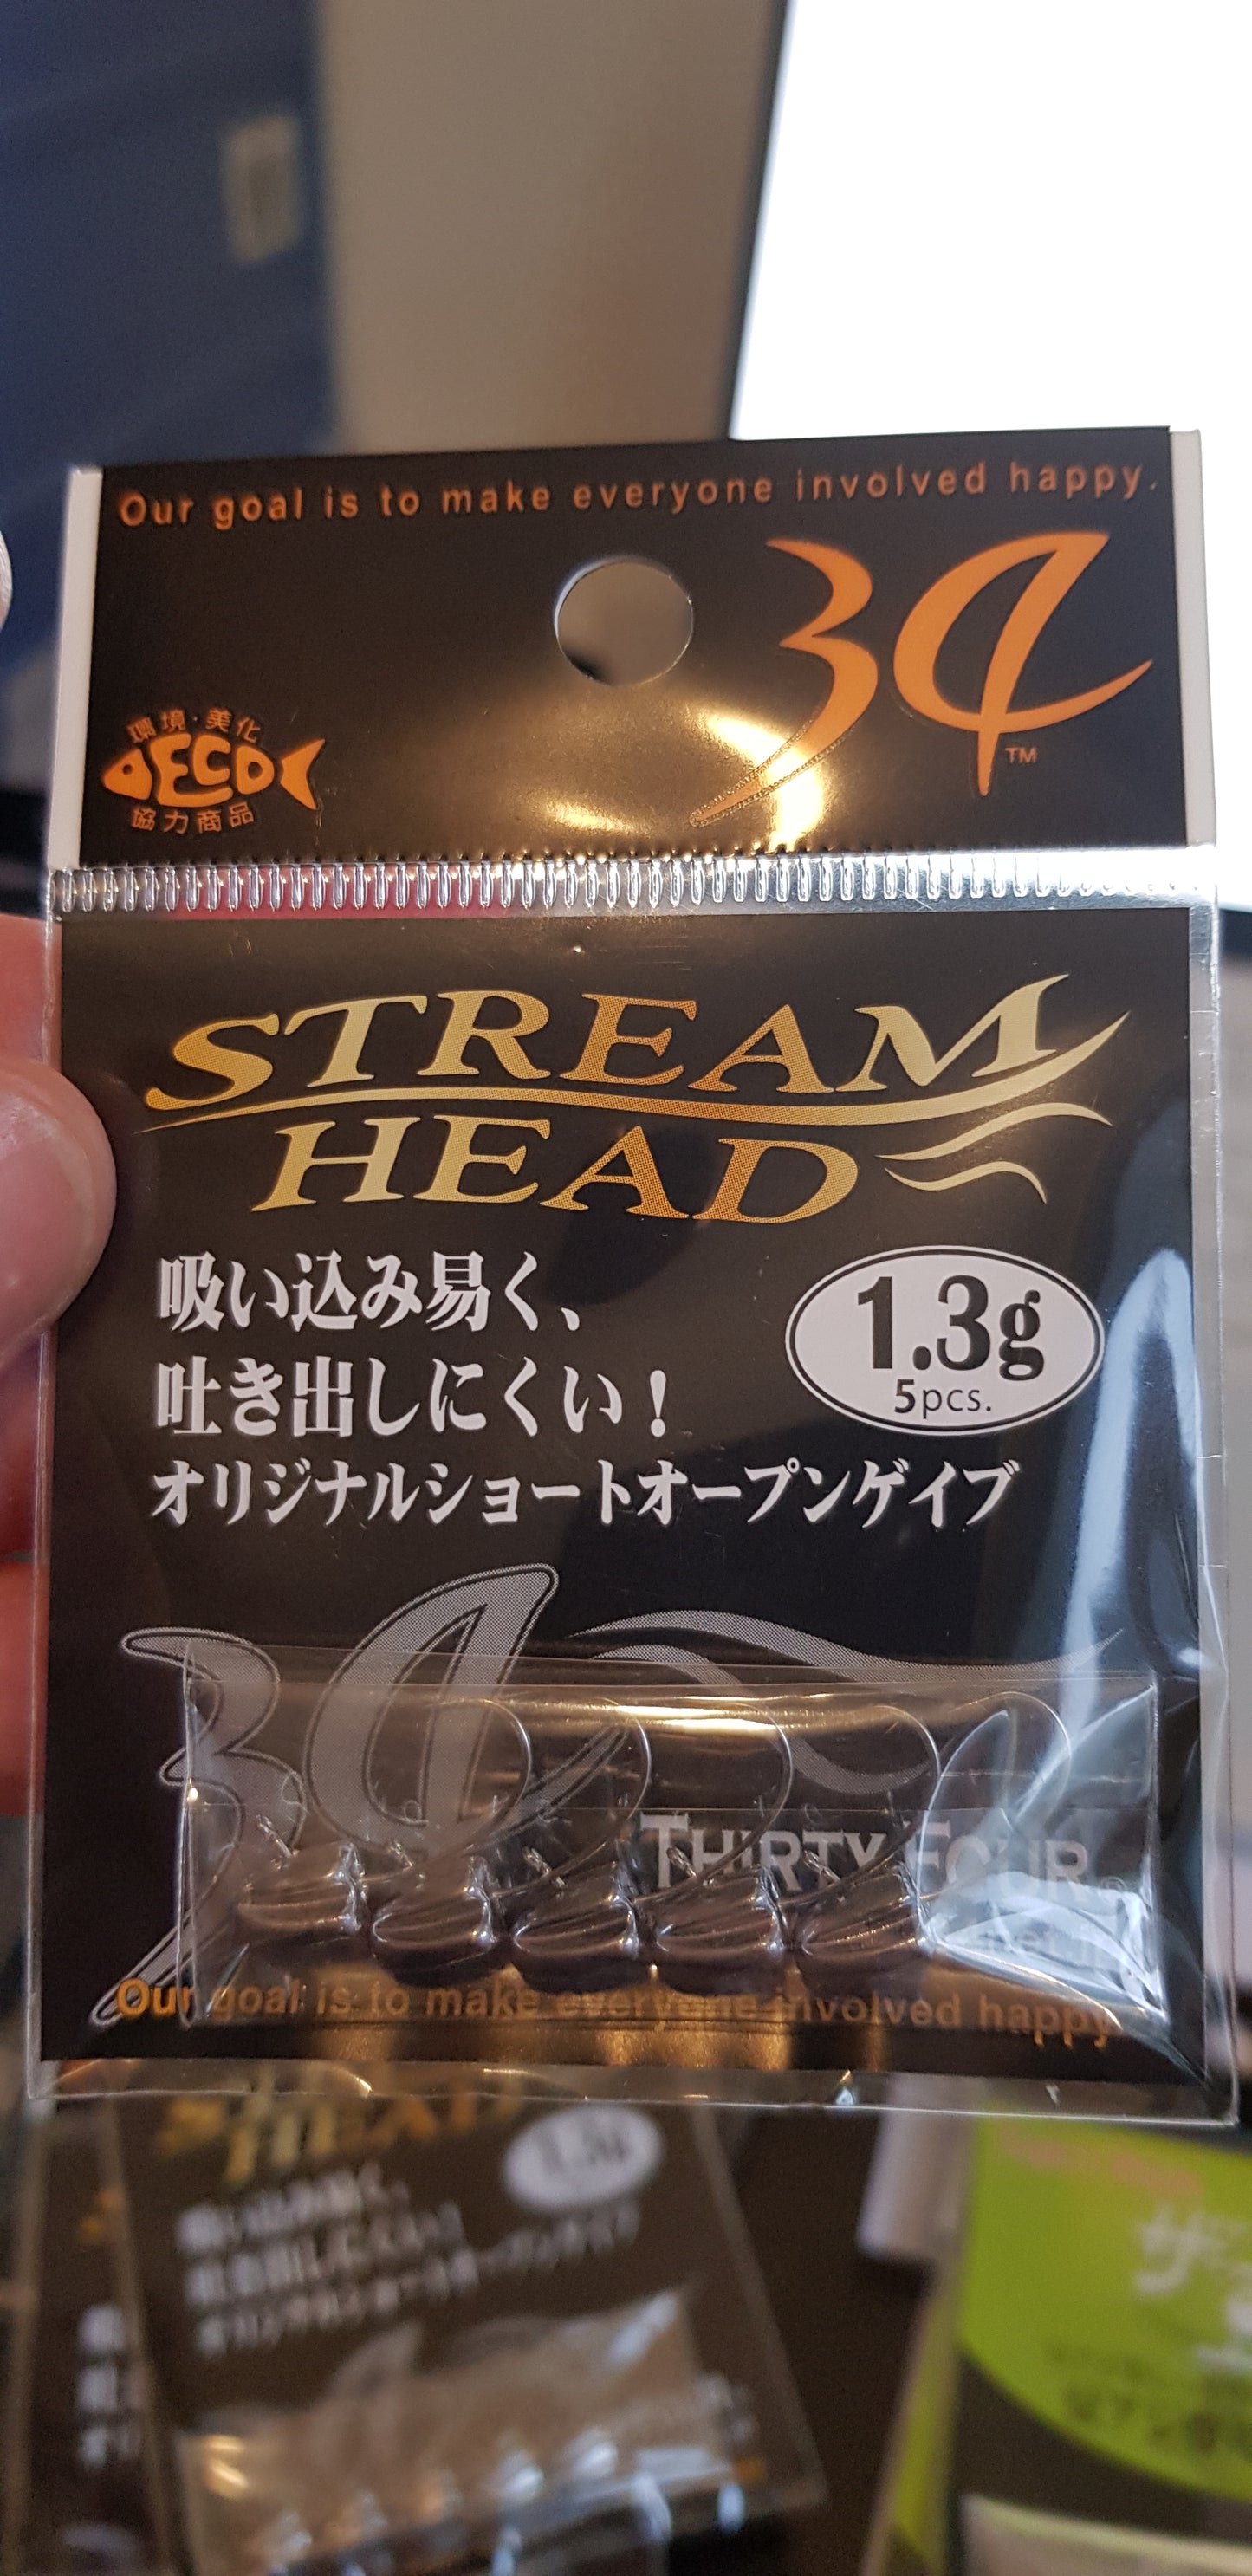 Our goal is to make everyone involved happy.
34
TM
環境・美化
ECO
協力商品
STREAM
HEAD
吸い込み易く、
吐き出しにくい!
オリジナルショートオープンゲイプ
1.3g
5pcs.
34
THIRTY FOUR
Our goal is to make everyone involved happy
HEAD